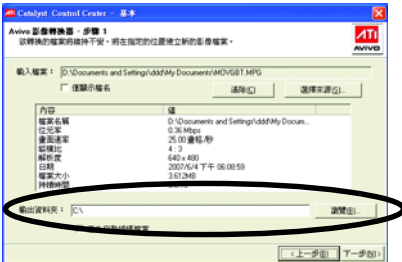 Catalyst Control Center - 基本
Avivo 影像轉換器 - 步驟 1
欲轉換的檔案將維持不變。將在指定的位置建立新的影像檔案。
ATI
AVIVO
輸入檔案： D:\Documents and Settings\ddd\My Documents\MOVGBT.MPG
僅顯示檔名
清除(C)
選擇來源(S)...
內容 值
檔案名稱 D:\Documents and Settings\ddd\My Docum...
位元率 0.36 Mbps
畫面速率 25.00 畫格/秒
縱橫比 4 : 3
解析度 640 x 480
日期 2007/6/4 下午 06:08:59
檔案大小 3.612MB
持續時間
輸出資料夾： C:\
瀏覽(B)...
<上一步(B) 下一步(N)>